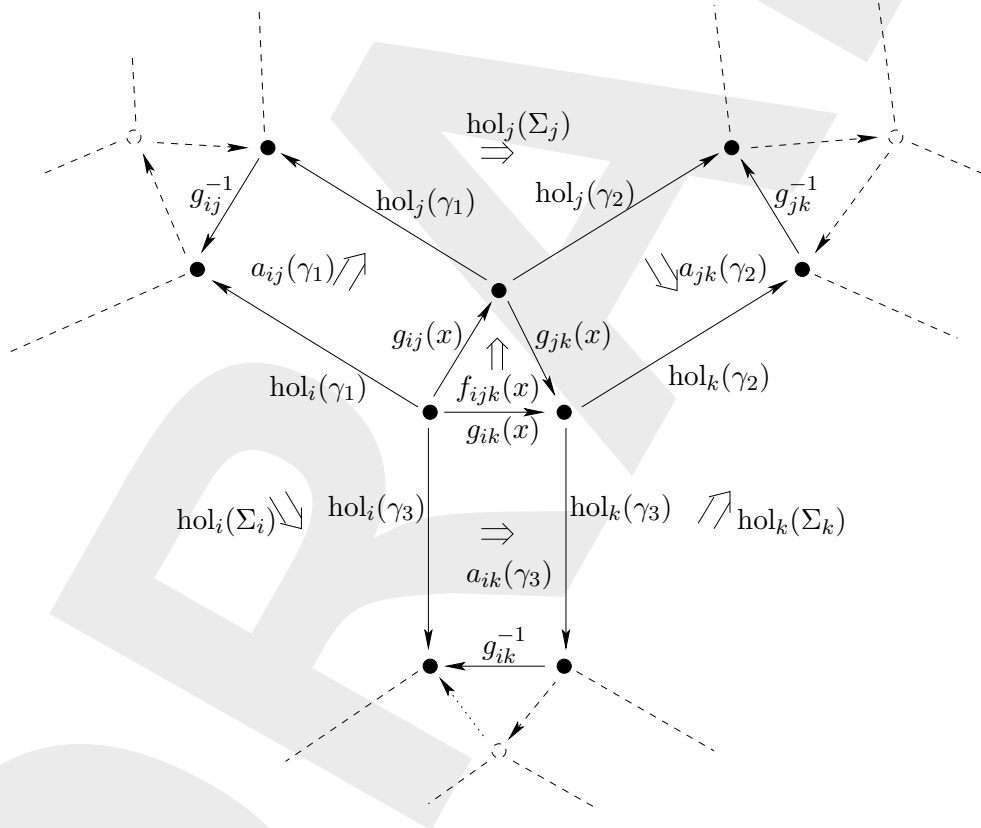 hol_j(Σ_j)
⇒
g_{ij}^{-1}
hol_j(γ_1)
hol_j(γ_2)
g_{jk}^{-1}
a_{ij}(γ_1)
a_{jk}(γ_2)
g_{ij}(x)
g_{jk}(x)
hol_i(γ_1)
f_{ijk}(x)
hol_k(γ_2)
g_{ik}(x)
hol_i(Σ_i)
hol_i(γ_3)
hol_k(γ_3)
hol_k(Σ_k)
⇒
a_{ik}(γ_3)
g_{ik}^{-1}